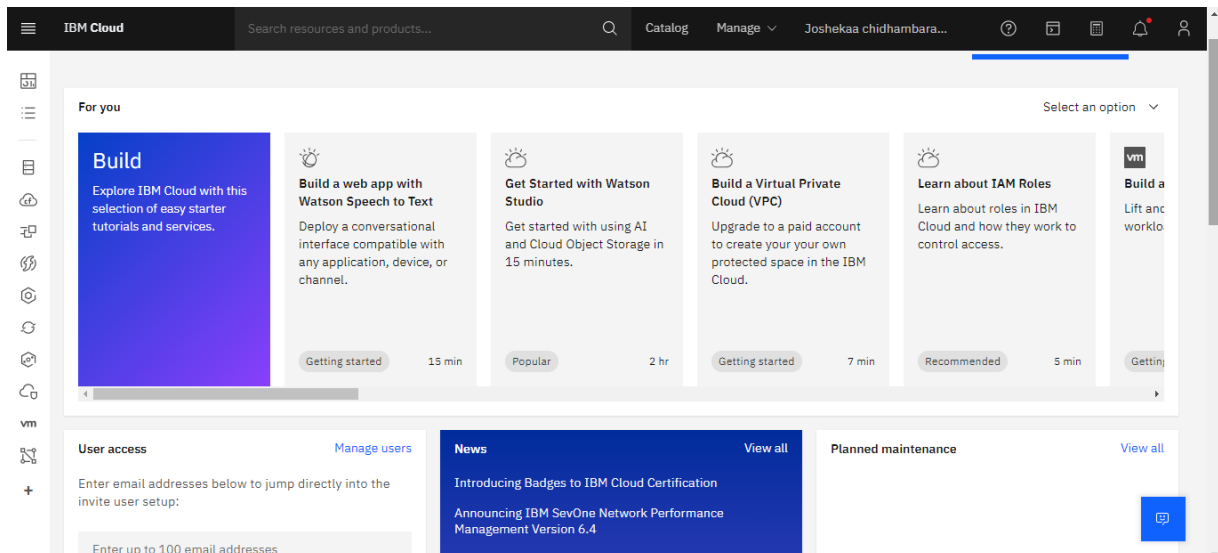 IBM Cloud
Search resources and products...
Catalog
Manage
Joshekaa chidhambara...
For you
Select an option
Build
Explore IBM Cloud with this
selection of easy starter
tutorials and services.
Build a web app with
Watson Speech to Text
Deploy a conversational
interface compatible with
any application, device, or
channel.
Getting started
15 min
Get Started with Watson
Studio
Get started with using AI
and Cloud Object Storage in
15 minutes.
Popular
2 hr
Build a Virtual Private
Cloud (VPC)
Upgrade to a paid account
to create your your own
protected space in the IBM
Cloud.
Getting started
7 min
Learn about IAM Roles
Learn about roles in IBM
Cloud and how they work to
control access.
Recommended
5 min
vm
Build a
Lift and
worklo
Getting
vm
User access
Manage users
Enter email addresses below to jump directly into the
invite user setup:
Enter up to 100 email addresses
News
View all
Introducing Badges to IBM Cloud Certification
Announcing IBM SevOne Network Performance
Management Version 6.4
Planned maintenance
View all